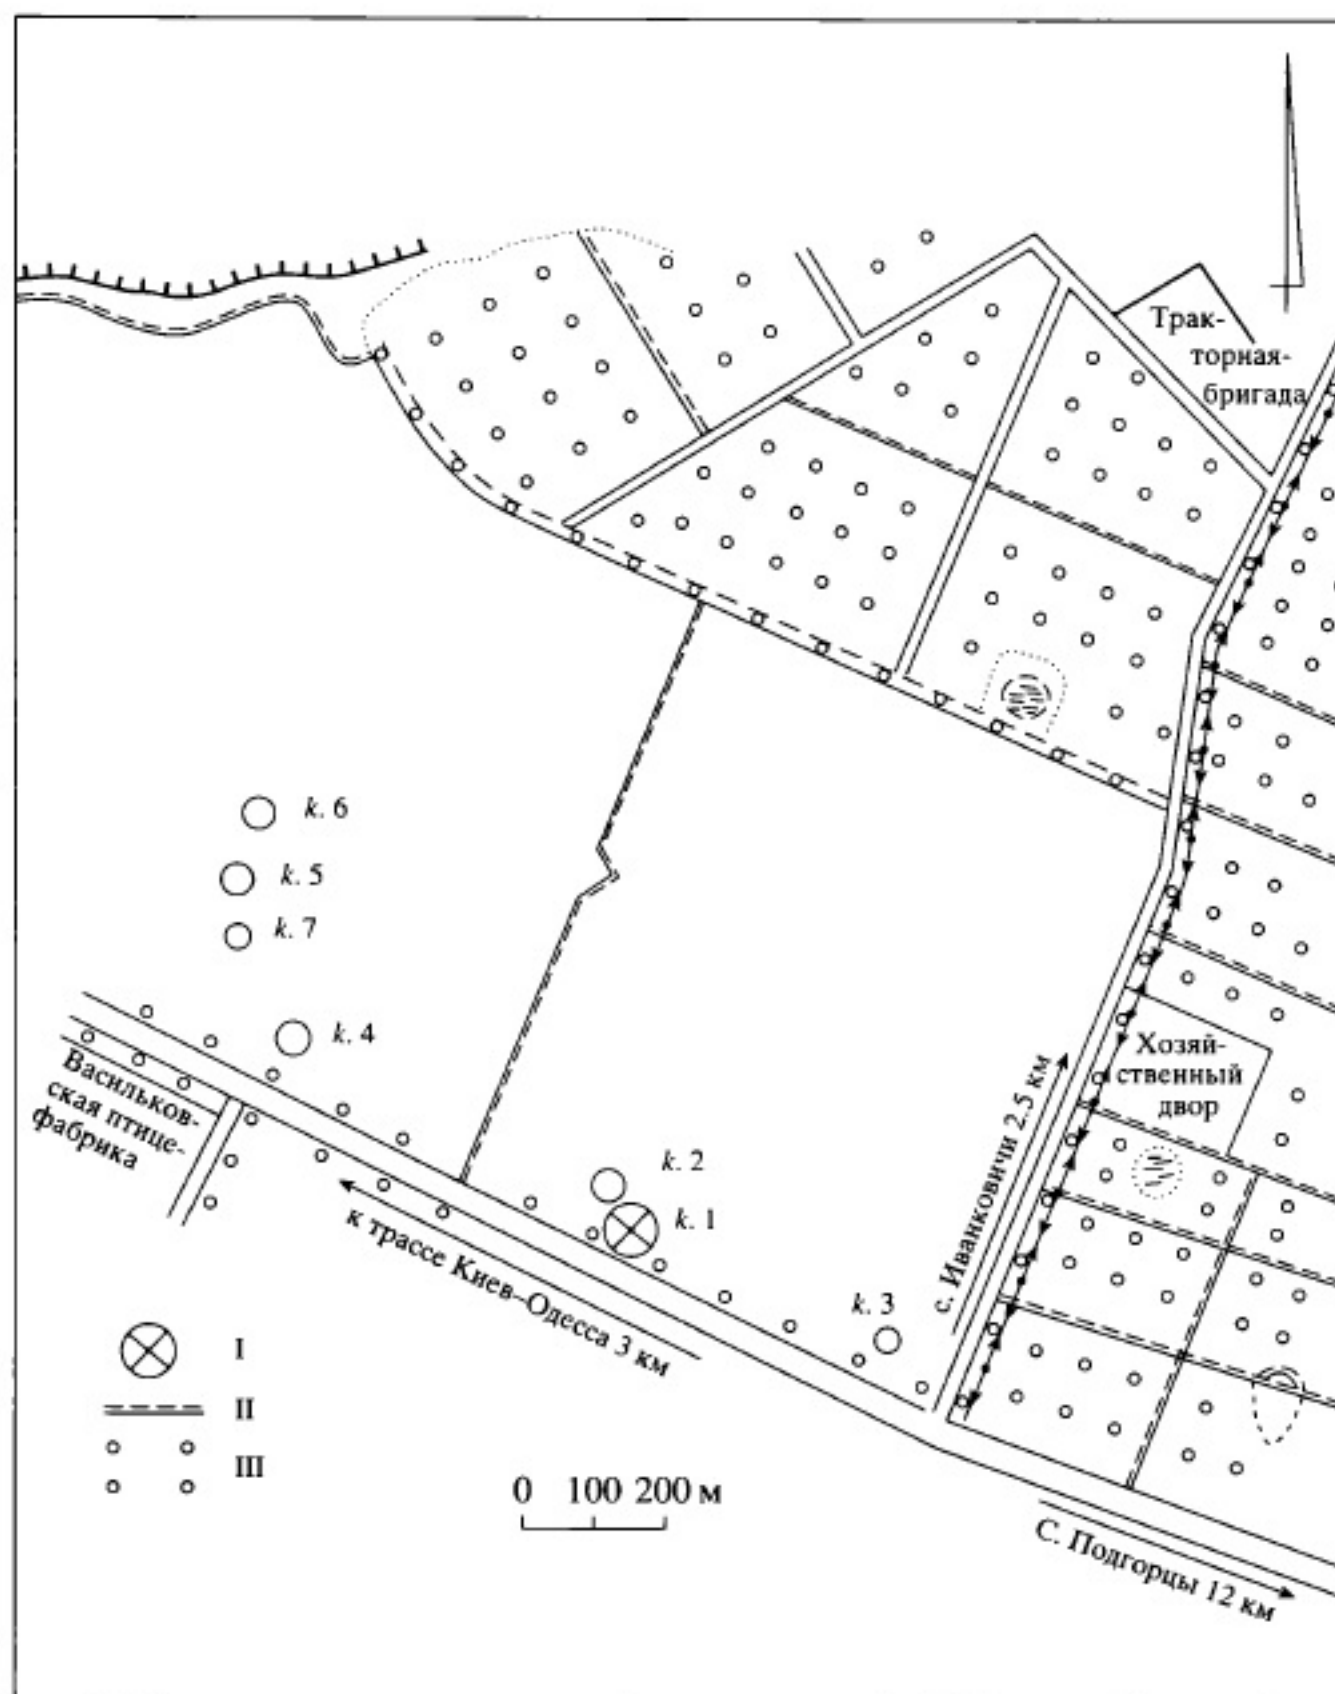 Трак-
торная-
бригада
k. 6
k. 5
k. 7
k. 4
Васильков-
ская птице-
фабрика
Хозяй-
ственный
двор
с. Иванковичи 2.5 км
k. 2
k. 1
к трассе Киев–Одесса 3 км
k. 3
I
II
III
0 100 200 м
С. Подгорцы 12 км